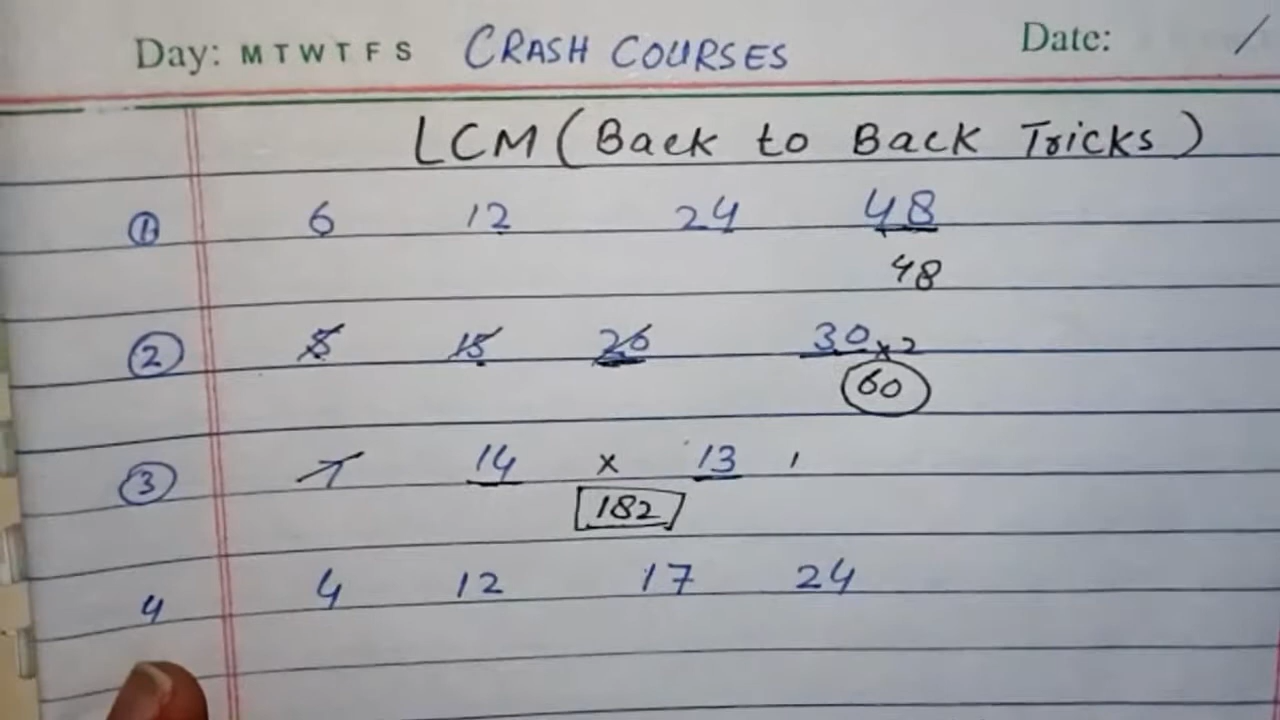 Day: M T W T F S CRASH COURSES Date: /
LCM (Back to Back Tricks)
① 6 12 24 48
48
② 5 15 20 30 x 2
60
③ 7 14 x 13
182
4 4 12 17 24